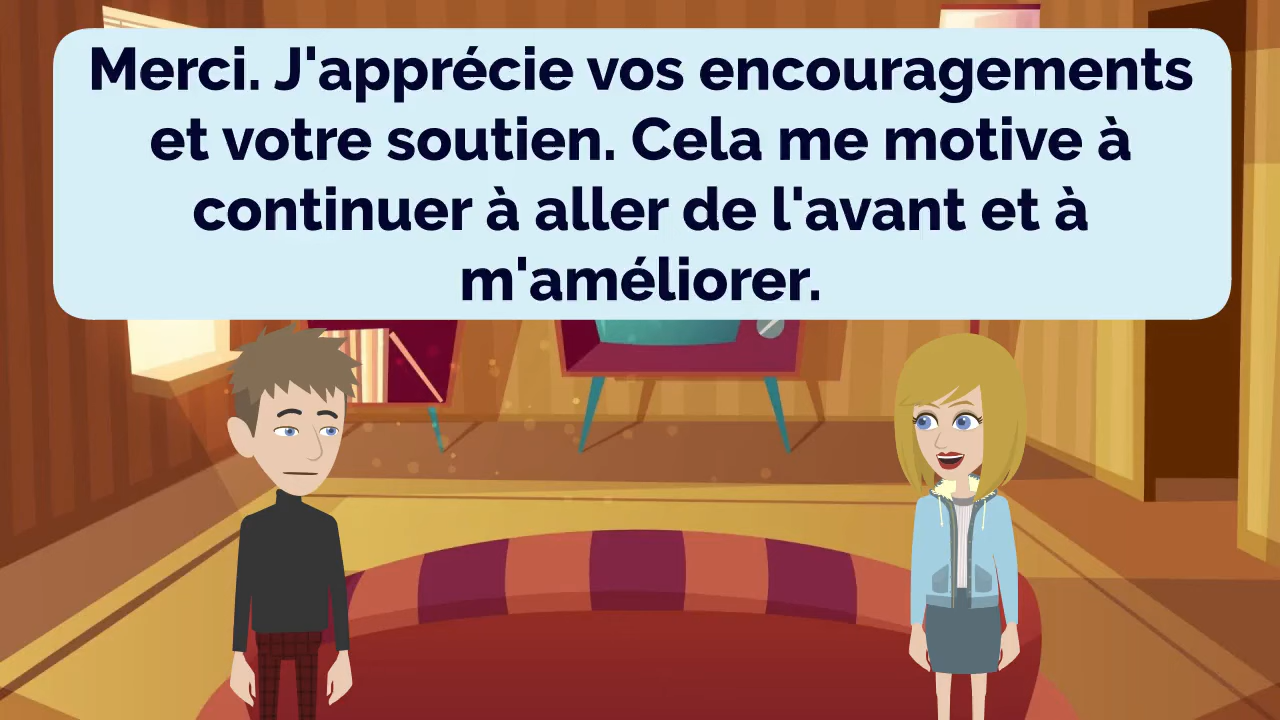 Merci. J'apprécie vos encouragements
et votre soutien. Cela me motive à
continuer à aller de l'avant et à
m'améliorer.